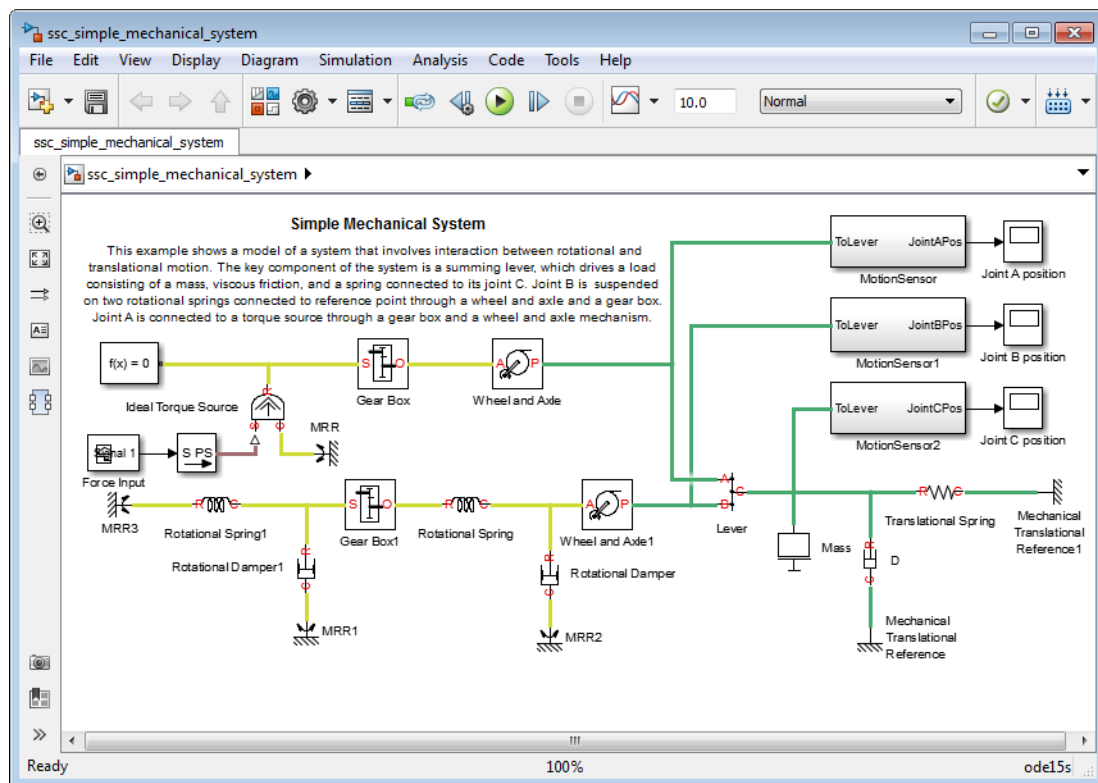 ssc_simple_mechanical_system
File Edit View Display Diagram Simulation Analysis Code Tools Help
10.0
Normal
ssc_simple_mechanical_system
ssc_simple_mechanical_system
Simple Mechanical System
This example shows a model of a system that involves interaction between rotational and
translational motion. The key component of the system is a summing lever, which drives a load
consisting of a mass, viscous friction, and a spring connected to its joint C. Joint B is suspended
on two rotational springs connected to reference point through a wheel and axle and a gear box.
Joint A is connected to a torque source through a gear box and a wheel and axle mechanism.
ToLever JointAPos
MotionSensor
Joint A position
ToLever JointBPos
MotionSensor1
Joint B position
ToLever JointCPos
MotionSensor2
Joint C position
f(x) = 0
S O
Gear Box
A P
Wheel and Axle
R
S C
Ideal Torque Source
MRR
Signal 1
Force Input
S PS
MRR3
R C
Rotational Spring1
S O
Gear Box1
R C
Rotational Spring
A P
Wheel and Axle1
A
B
C
Lever
R C
Translational Spring
Mechanical
Translational
Reference1
Mass
R
C
D
R
C
Rotational Damper1
R
C
Rotational Damper
MRR1
MRR2
Mechanical
Translational
Reference
Ready
100%
ode15s